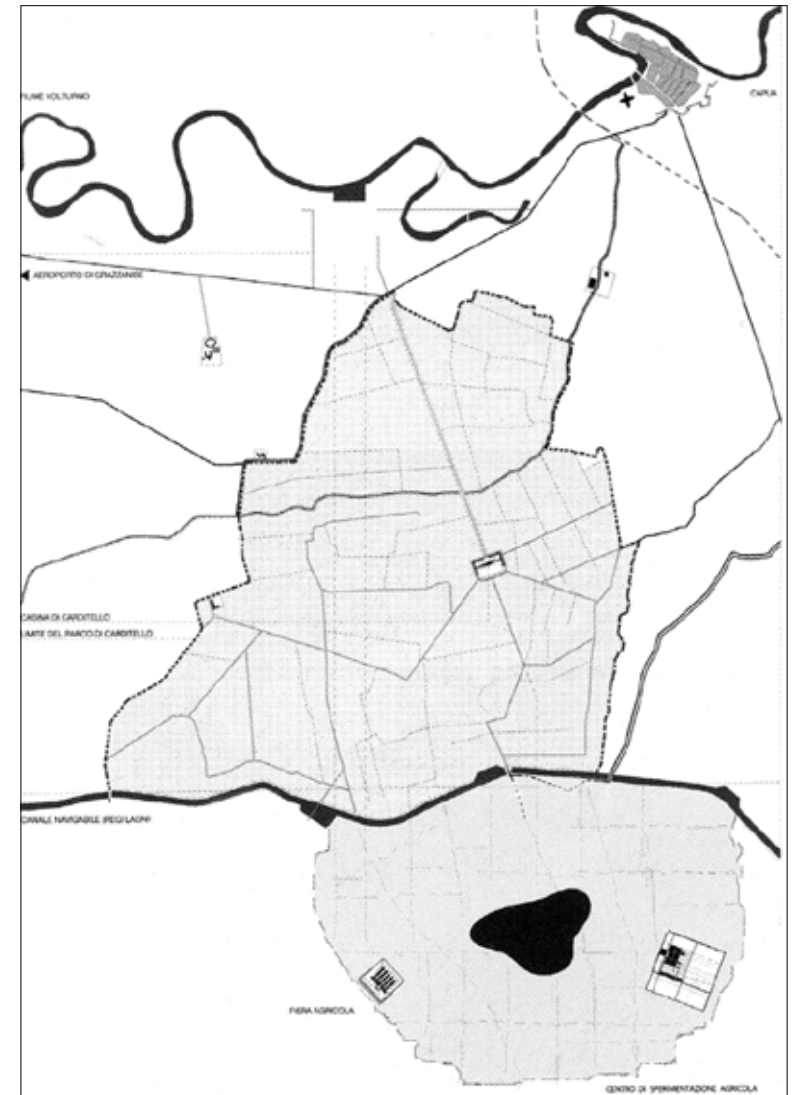 FIUME VOLTURNO
CAPUA
AEROPORTO DI GRAZZANISE
CASINA DI CARDITELLO
LIMITE DEL PARCO DI CARDITELLO
CANALE NAVIGABILE (REGI LAGNI)
FIERA AGRICOLA
CENTRO DI SPERIMENTAZIONE AGRICOLA